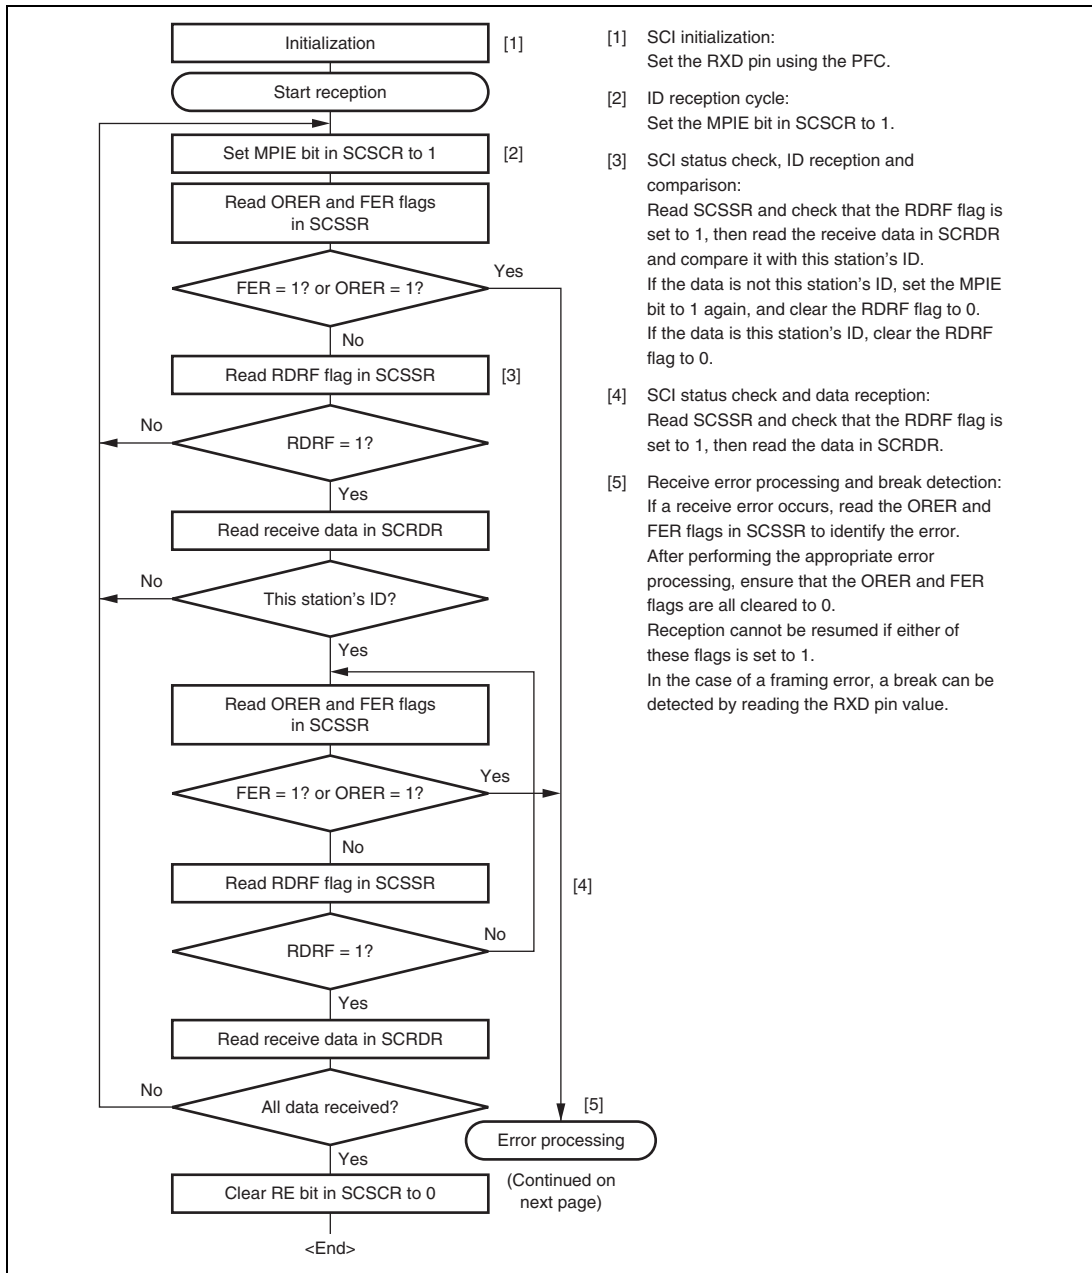 Initialization
[1]
Start reception
Set MPIE bit in SCSCR to 1
[2]
Read ORER and FER flags
in SCSSR
FER = 1? or ORER = 1?
Yes
No
Read RDRF flag in SCSSR
[3]
No
RDRF = 1?
Yes
Read receive data in SCRDR
No
This station's ID?
Yes
Read ORER and FER flags
in SCSSR
FER = 1? or ORER = 1?
Yes
No
Read RDRF flag in SCSSR
[4]
RDRF = 1?
No
Yes
Read receive data in SCRDR
No
All data received?
[5]
Error processing
Yes
(Continued on
next page)
Clear RE bit in SCSCR to 0
<End>
[1] SCI initialization:
Set the RXD pin using the PFC.
[2] ID reception cycle:
Set the MPIE bit in SCSCR to 1.
[3] SCI status check, ID reception and
comparison:
Read SCSSR and check that the RDRF flag is
set to 1, then read the receive data in SCRDR
and compare it with this station's ID.
If the data is not this station's ID, set the MPIE
bit to 1 again, and clear the RDRF flag to 0.
If the data is this station's ID, clear the RDRF
flag to 0.
[4] SCI status check and data reception:
Read SCSSR and check that the RDRF flag is
set to 1, then read the data in SCRDR.
[5] Receive error processing and break detection:
If a receive error occurs, read the ORER and
FER flags in SCSSR to identify the error.
After performing the appropriate error
processing, ensure that the ORER and FER
flags are all cleared to 0.
Reception cannot be resumed if either of
these flags is set to 1.
In the case of a framing error, a break can be
detected by reading the RXD pin value.